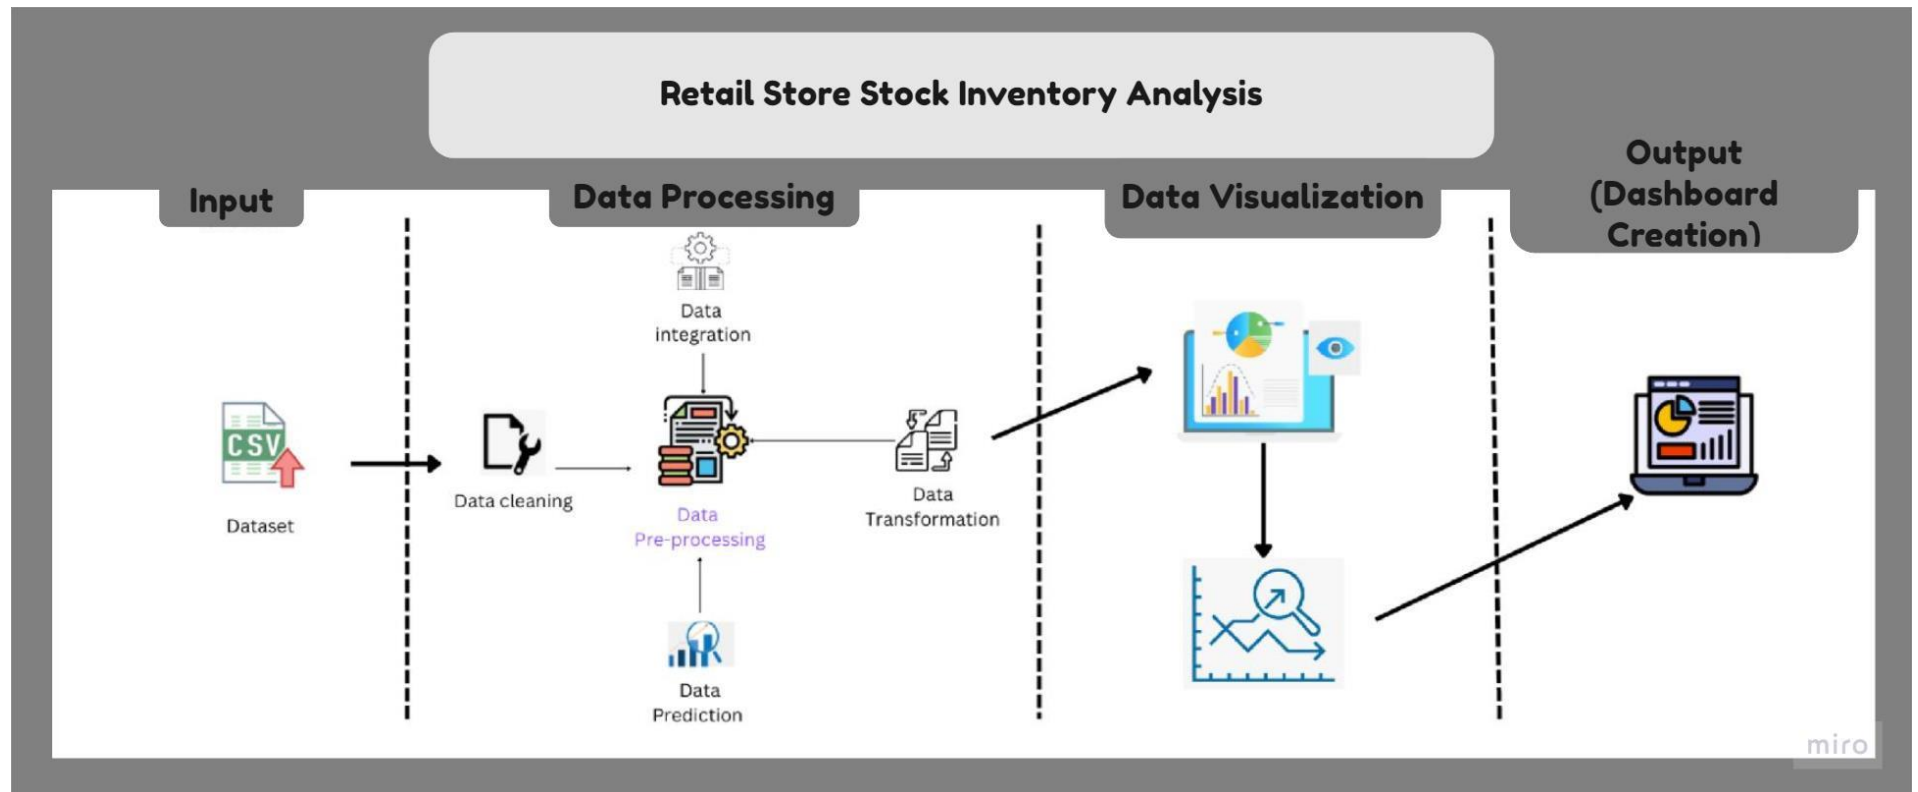 Retail Store Stock Inventory Analysis
Input
Data Processing
Data Visualization
Output
(Dashboard
Creation)
Data
integration
CSV
Dataset
Data cleaning
Data
Pre-processing
Data
Transformation
Data
Prediction
miro